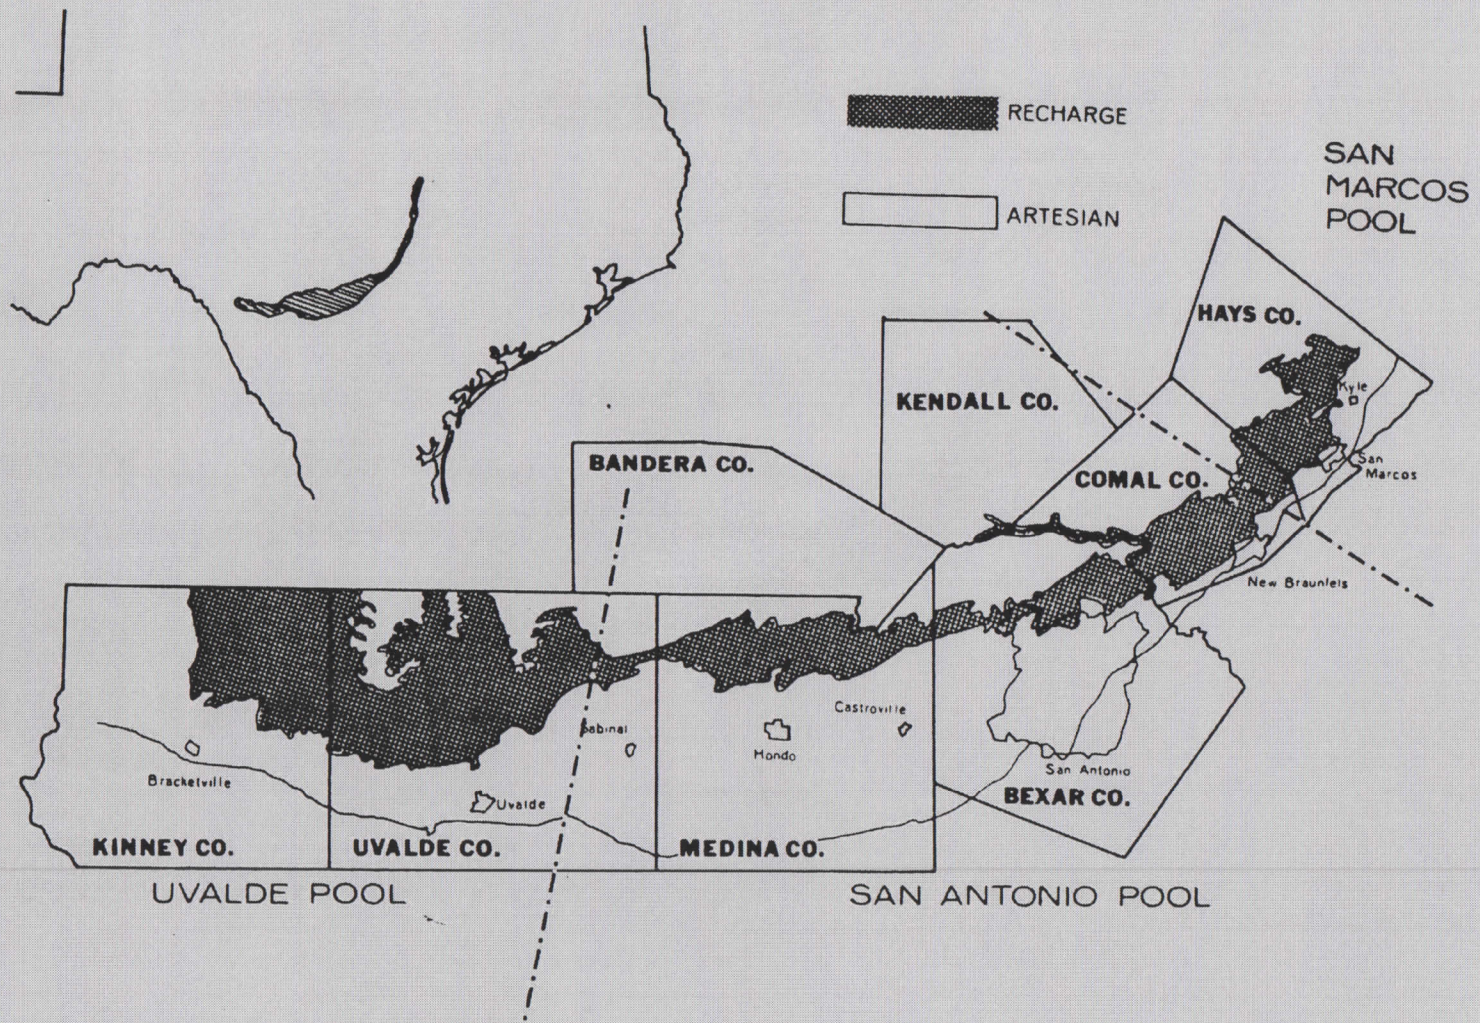 RECHARGE
ARTESIAN
SAN
MARCOS
POOL
HAYS CO.
Kyle
KENDALL CO.
San
Marcos
BANDERA CO.
COMAL CO.
New Braunfels
Castroville
Sabinal
Hondo
Bracketville
Uvalde
San Antonio
BEXAR CO.
KINNEY CO.
UVALDE CO.
MEDINA CO.
UVALDE POOL
SAN ANTONIO POOL